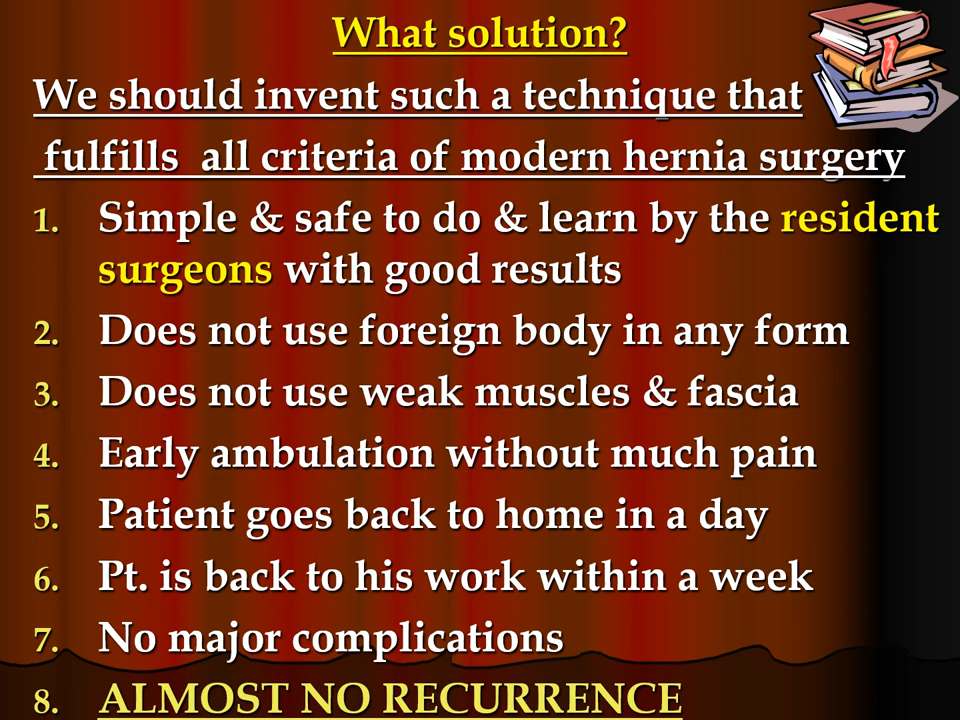 What solution?
We should invent such a technique that
fulfills all criteria of modern hernia surgery
1. Simple & safe to do & learn by the resident
surgeons with good results
2. Does not use foreign body in any form
3. Does not use weak muscles & fascia
4. Early ambulation without much pain
5. Patient goes back to home in a day
6. Pt. is back to his work within a week
7. No major complications
8. ALMOST NO RECURRENCE